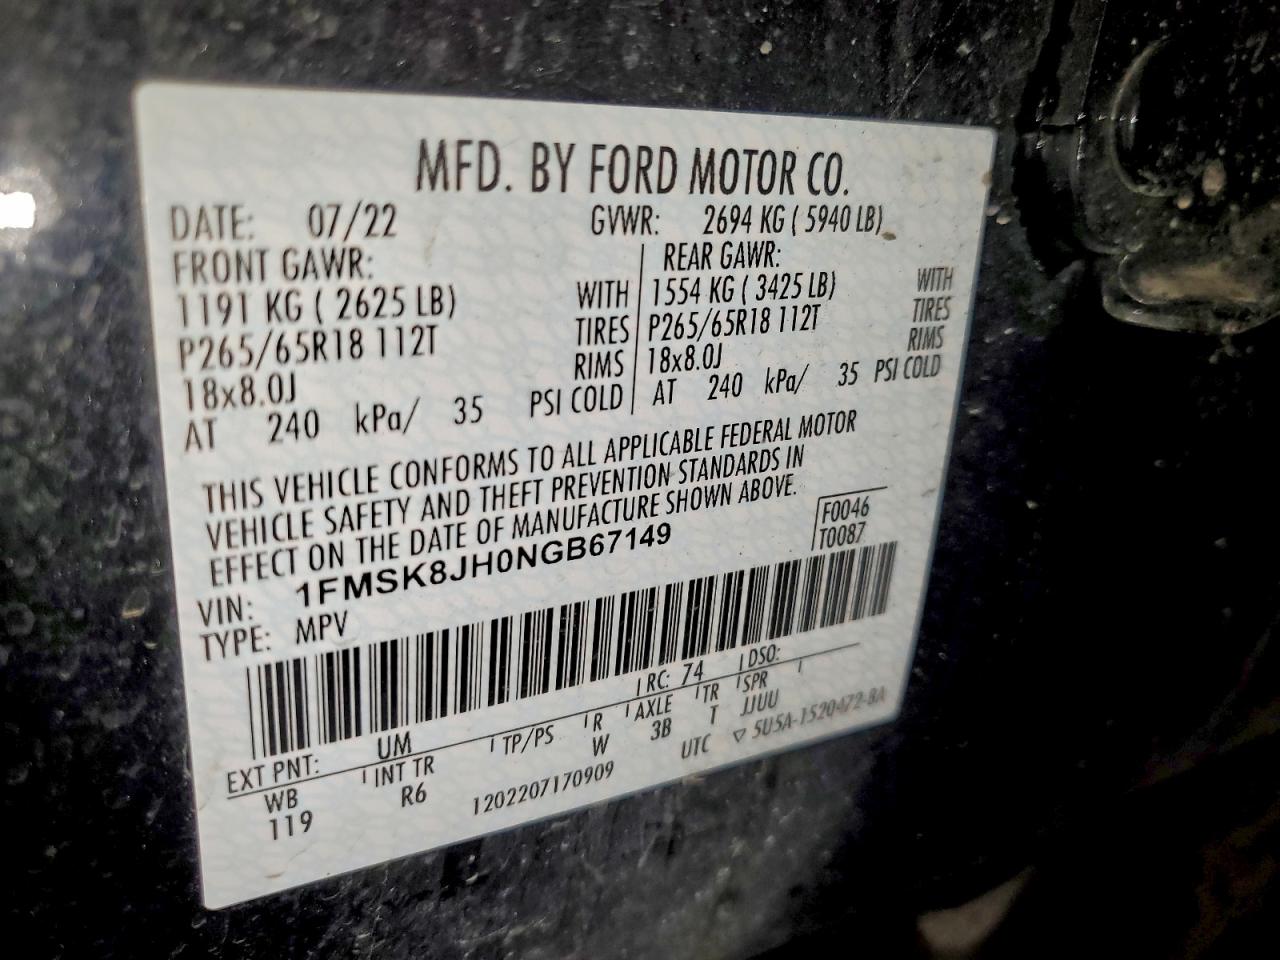 MFD. BY FORD MOTOR CO.
DATE: 07/22 GVWR: 2694 KG ( 5940 LB)
FRONT GAWR: REAR GAWR:
1191 KG ( 2625 LB) WITH 1554 KG ( 3425 LB) WITH
P265/65R18 112T TIRES P265/65R18 112T TIRES
18x8.0J RIMS 18x8.0J RIMS
AT 240 kPa/ 35 PSI COLD AT 240 kPa/ 35 PSI COLD
THIS VEHICLE CONFORMS TO ALL APPLICABLE FEDERAL MOTOR
VEHICLE SAFETY AND THEFT PREVENTION STANDARDS IN
EFFECT ON THE DATE OF MANUFACTURE SHOWN ABOVE.
VIN: 1FMSK8JH0NGB67149 F0046
TYPE: MPV T0087
EXT PNT: UM RC: 74 DSO:
WB INT TR TP/PS R AXLE TR SPR
119 R6 W 3B T JJUU
1202207170909 UTC ▽ 5U5A-1520472-BA